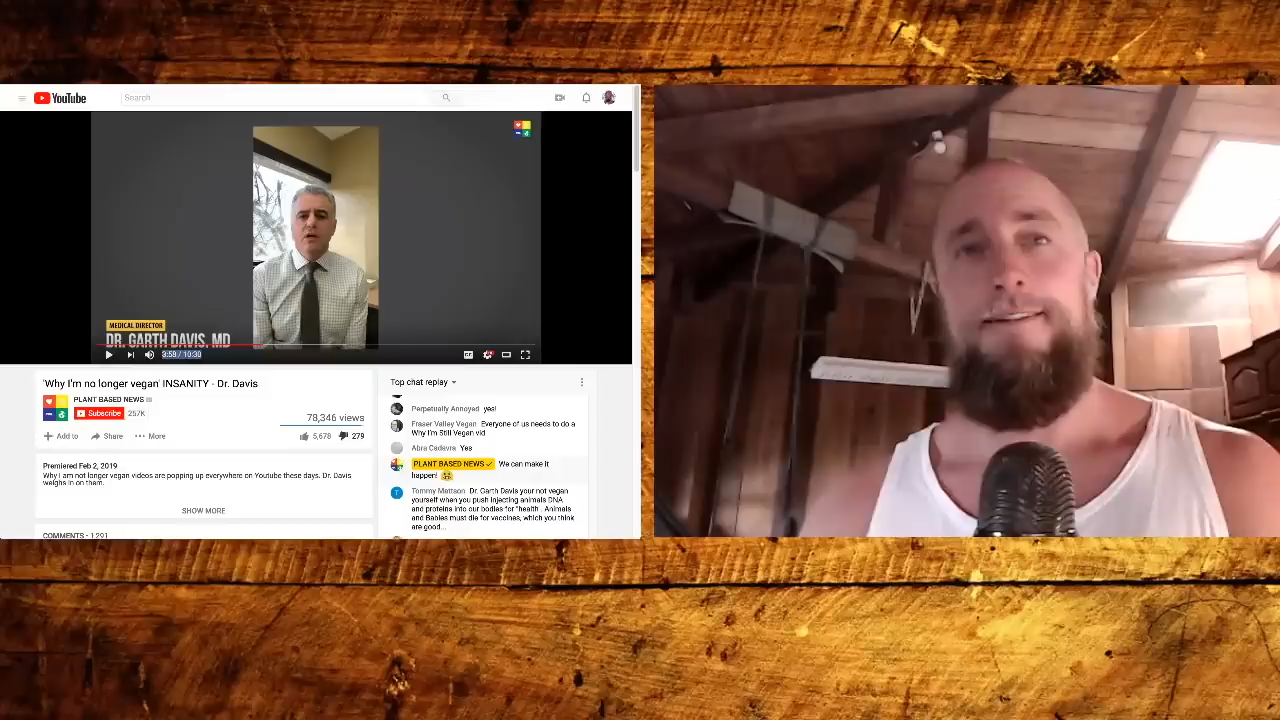 YouTube
Search
MEDICAL DIRECTOR
DR. GARTH DAVIS, MD
3:58 / 10:30
'Why I'm no longer vegan' INSANITY - Dr. Davis
PLANT BASED NEWS
Subscribe 257K
78,346 views
Add to Share More
5,678 279
Premiered Feb 2, 2019
Why I am not longer vegan videos are popping up everywhere on Youtube these days. Dr. Davis
weighs in on them.
SHOW MORE
COMMENTS • 1,291
Top chat replay
Perpetually Annoyed yes!
Fraser Valley Vegan Everyone of us needs to do a
Why I'm Still Vegan vid
Abra Cadavra Yes
PLANT BASED NEWS We can make it
happen!
Tommy Mattson Dr. Garth Davis your not vegan
yourself when you push injecting animals DNA
and proteins into our bodies for "health". Animals
and Babies must die for vaccines, which you think
are good...